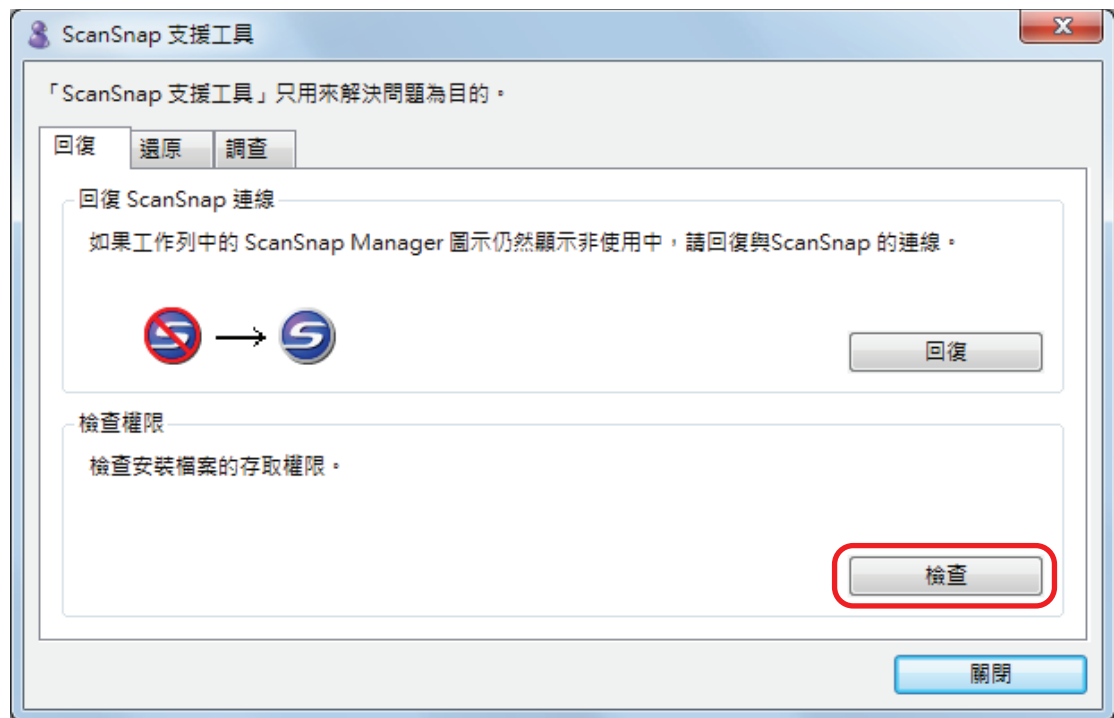 ScanSnap 支援工具
「ScanSnap 支援工具」只用來解決問題為目的。
回復 還原 調查
回復 ScanSnap 連線
如果工作列中的 ScanSnap Manager 圖示仍然顯示非使用中，請回復與ScanSnap 的連線。
回復
檢查權限
檢查安裝檔案的存取權限。
檢查
關閉